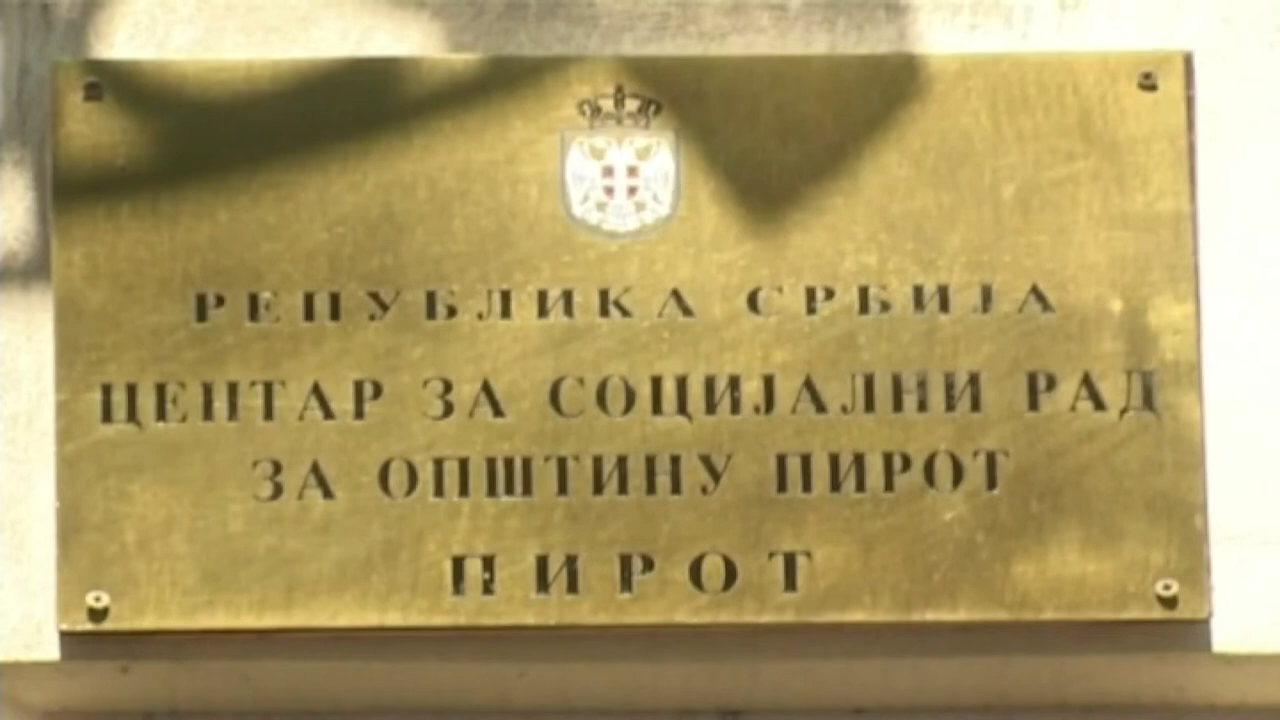 РЕПУБЛИКА СРБИЈА
ЦЕНТАР ЗА СОЦИЈАЛНИ РАД
ЗА ОПШТИНУ ПИРОТ
ПИРОТ